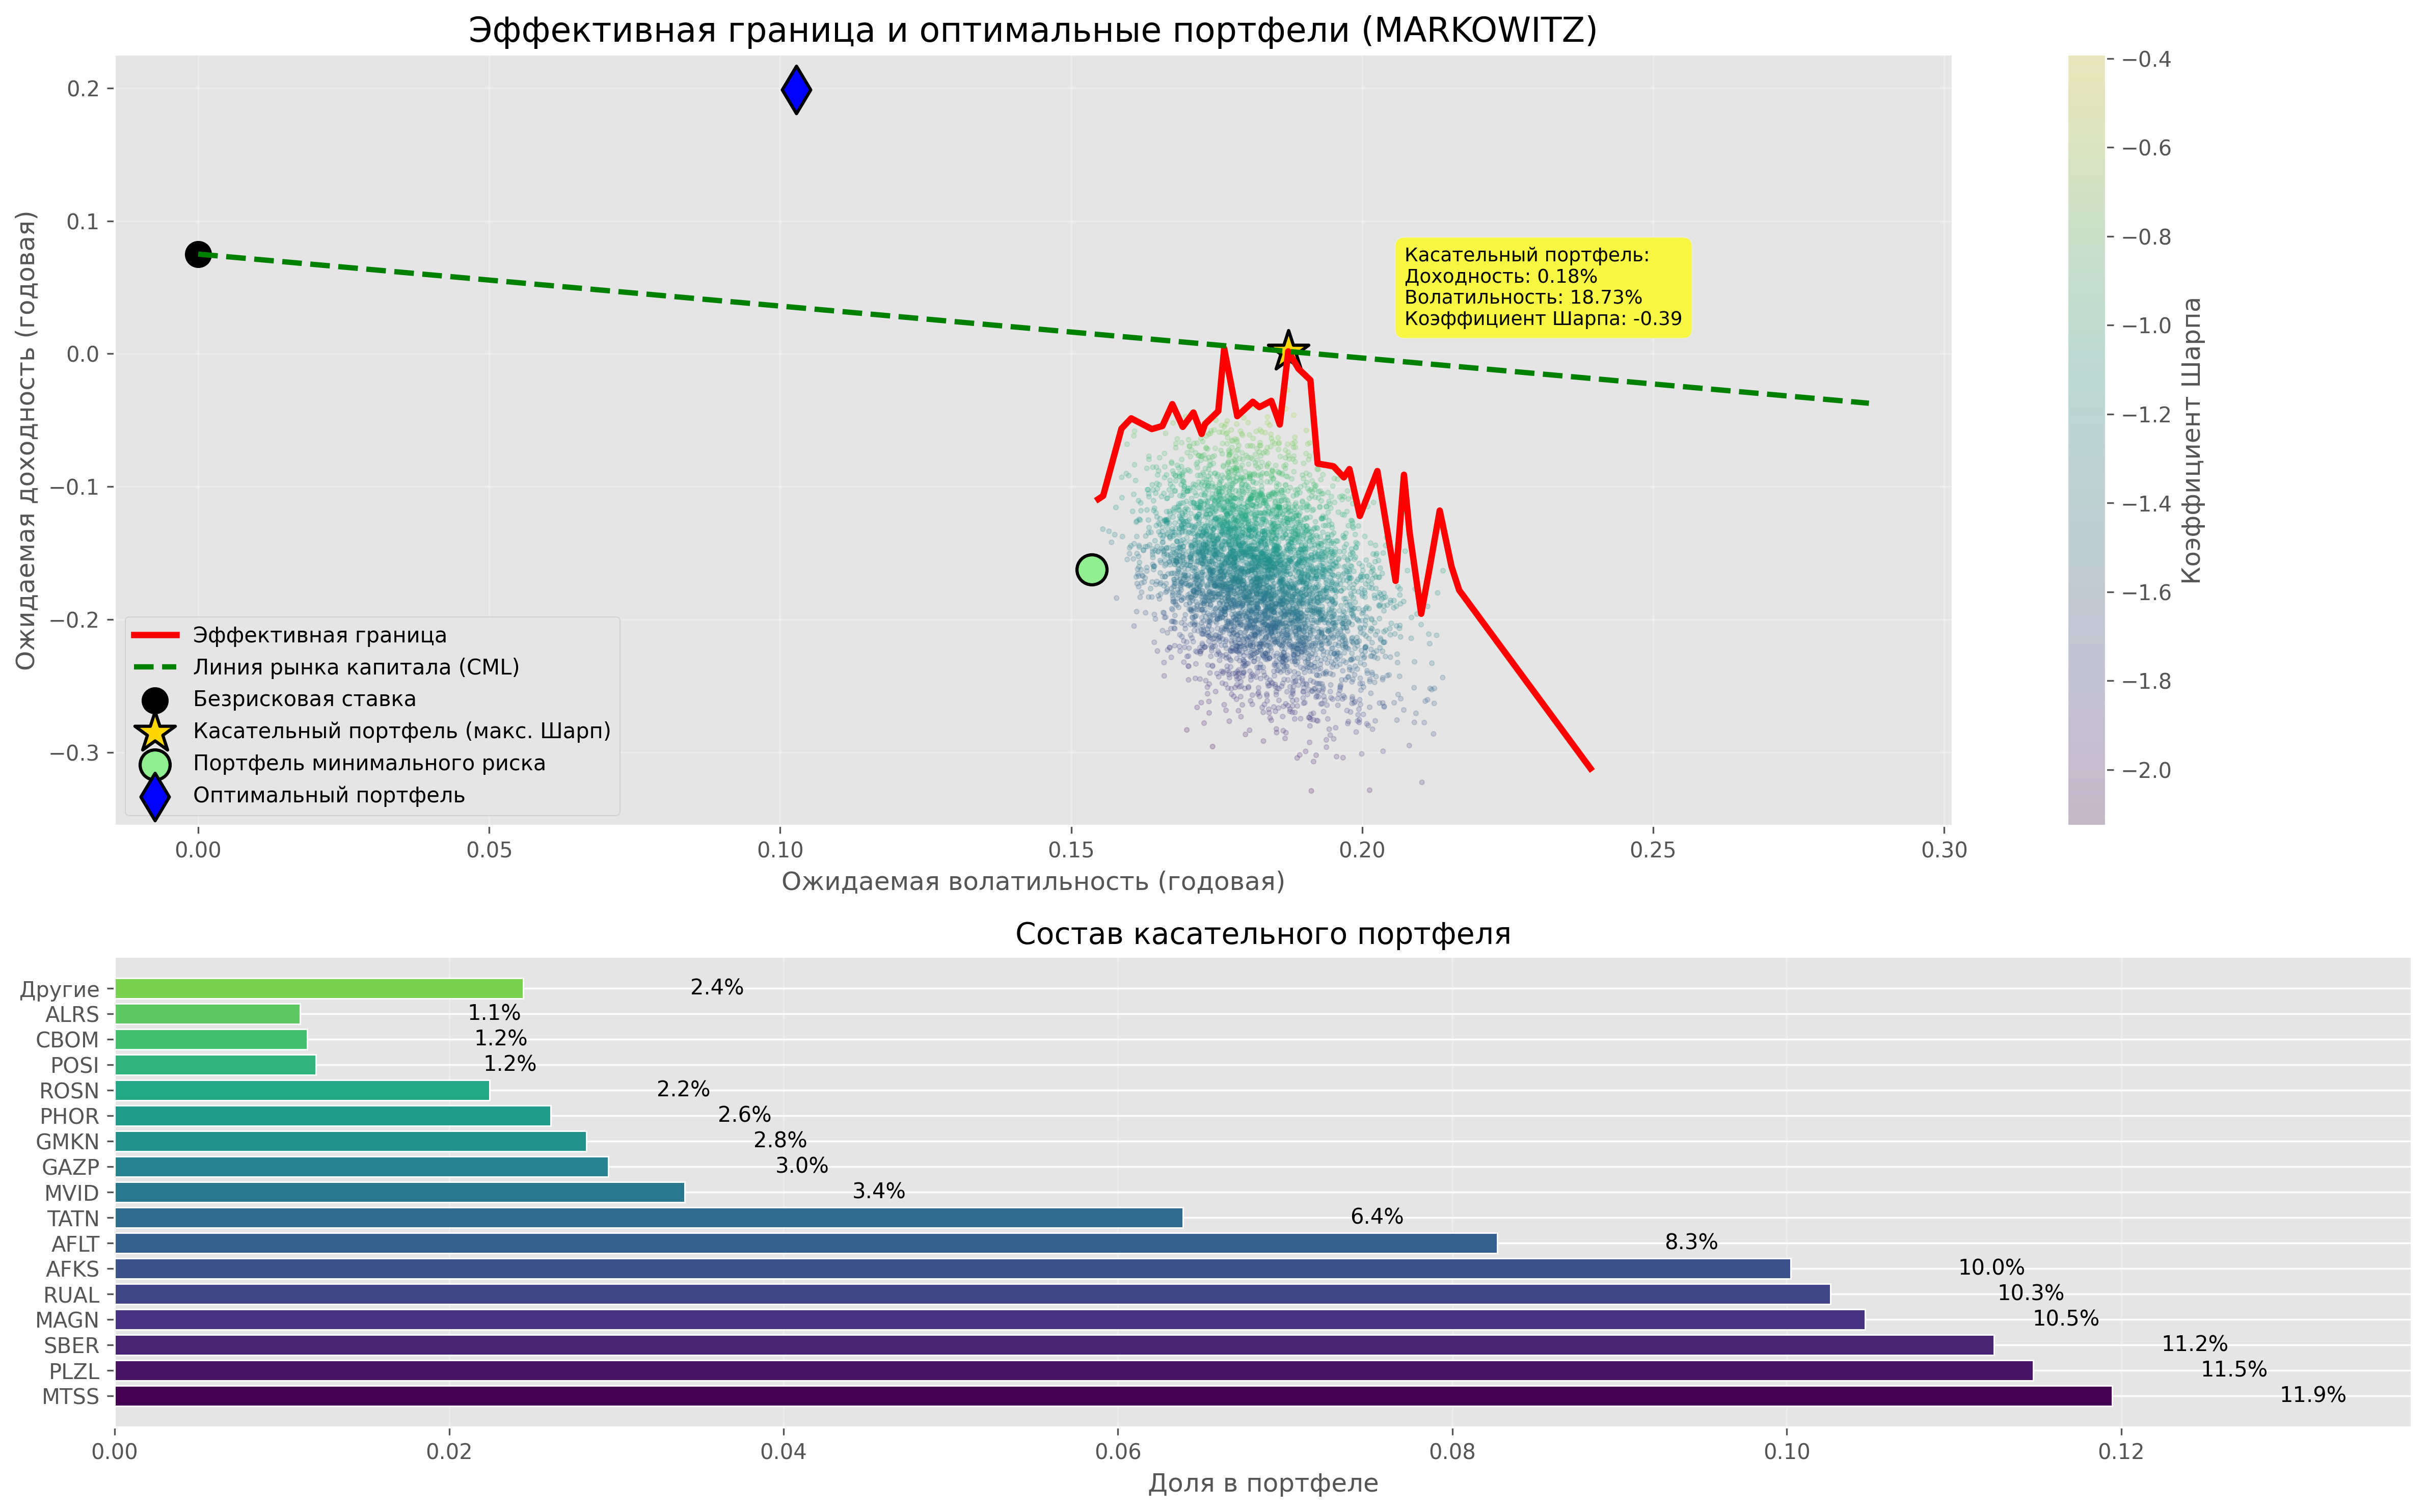 Эффективная граница и оптимальные портфели (MARKOWITZ)
Ожидаемая доходность (годовая)
0.2
0.1
0.0
−0.1
−0.2
−0.3
Касательный портфель:
Доходность: 0.18%
Волатильность: 18.73%
Коэффициент Шарпа: -0.39
Эффективная граница
Линия рынка капитала (CML)
Безрисковая ставка
Касательный портфель (макс. Шарп)
Портфель минимального риска
Оптимальный портфель
0.00 0.05 0.10 0.15 0.20 0.25 0.30
Ожидаемая волатильность (годовая)
−0.4
−0.6
−0.8
−1.0
−1.2
−1.4
−1.6
−1.8
−2.0
Коэффициент Шарпа
Состав касательного портфеля
Другие 2.4%
ALRS 1.1%
CBOM 1.2%
POSI 1.2%
ROSN 2.2%
PHOR 2.6%
GMKN 2.8%
GAZP 3.0%
MVID 3.4%
TATN 6.4%
AFLT 8.3%
AFKS 10.0%
RUAL 10.3%
MAGN 10.5%
SBER 11.2%
PLZL 11.5%
MTSS 11.9%
0.00 0.02 0.04 0.06 0.08 0.10 0.12
Доля в портфеле